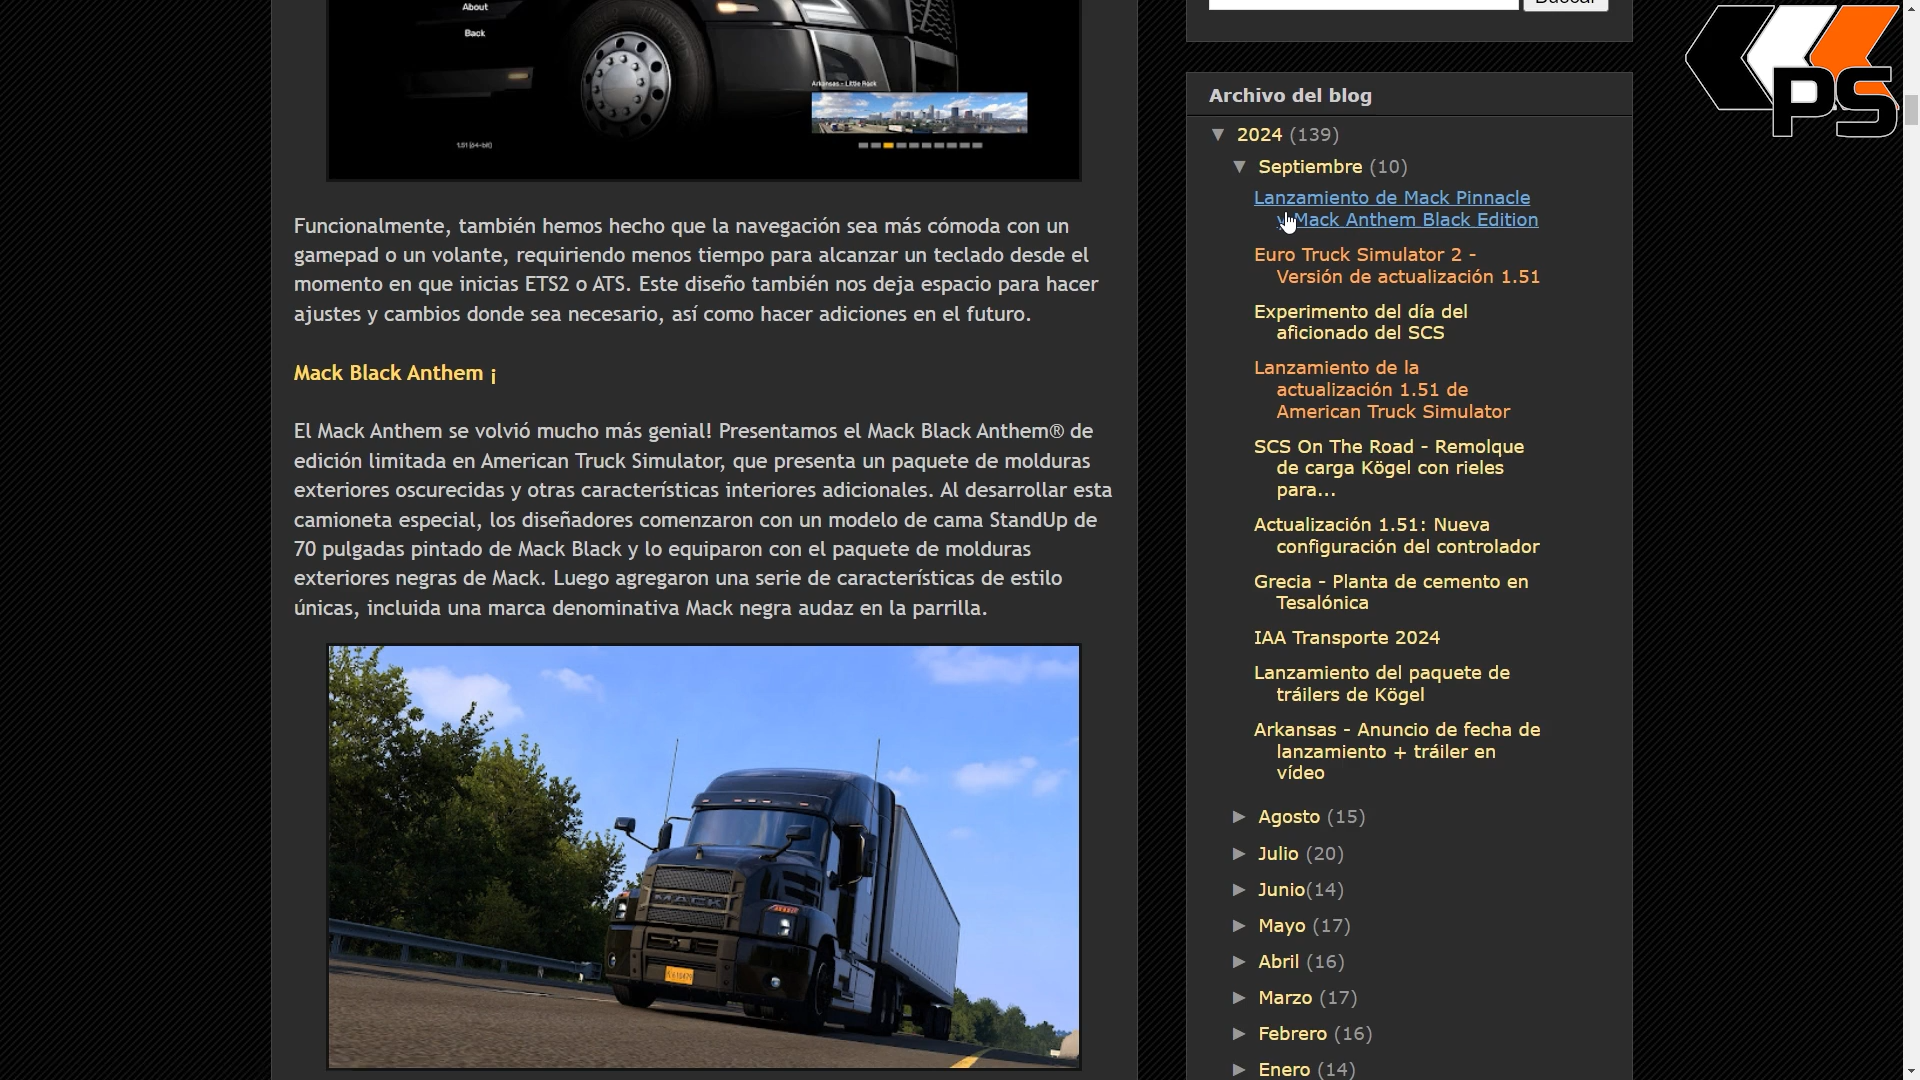 About
Back
Arkansas - Little Rock
1.51 (64-bit)
Funcionalmente, también hemos hecho que la navegación sea más cómoda con un
gamepad o un volante, requiriendo menos tiempo para alcanzar un teclado desde el
momento en que inicias ETS2 o ATS. Este diseño también nos deja espacio para hacer
ajustes y cambios donde sea necesario, así como hacer adiciones en el futuro.
Mack Black Anthem ¡
El Mack Anthem se volvió mucho más genial! Presentamos el Mack Black Anthem® de
edición limitada en American Truck Simulator, que presenta un paquete de molduras
exteriores oscurecidas y otras características interiores adicionales. Al desarrollar esta
camioneta especial, los diseñadores comenzaron con un modelo de cama StandUp de
70 pulgadas pintado de Mack Black y lo equiparon con el paquete de molduras
exteriores negras de Mack. Luego agregaron una serie de características de estilo
únicas, incluida una marca denominativa Mack negra audaz en la parrilla.
MACK
Buscar
PS
Archivo del blog
▼ 2024 (139)
▼ Septiembre (10)
Lanzamiento de Mack Pinnacle
y Mack Anthem Black Edition
Euro Truck Simulator 2 -
Versión de actualización 1.51
Experimento del día del
aficionado del SCS
Lanzamiento de la
actualización 1.51 de
American Truck Simulator
SCS On The Road - Remolque
de carga Kögel con rieles
para...
Actualización 1.51: Nueva
configuración del controlador
Grecia - Planta de cemento en
Tesalónica
IAA Transporte 2024
Lanzamiento del paquete de
tráilers de Kögel
Arkansas - Anuncio de fecha de
lanzamiento + tráiler en
vídeo
► Agosto (15)
► Julio (20)
► Junio(14)
► Mayo (17)
► Abril (16)
► Marzo (17)
► Febrero (16)
► Enero (14)